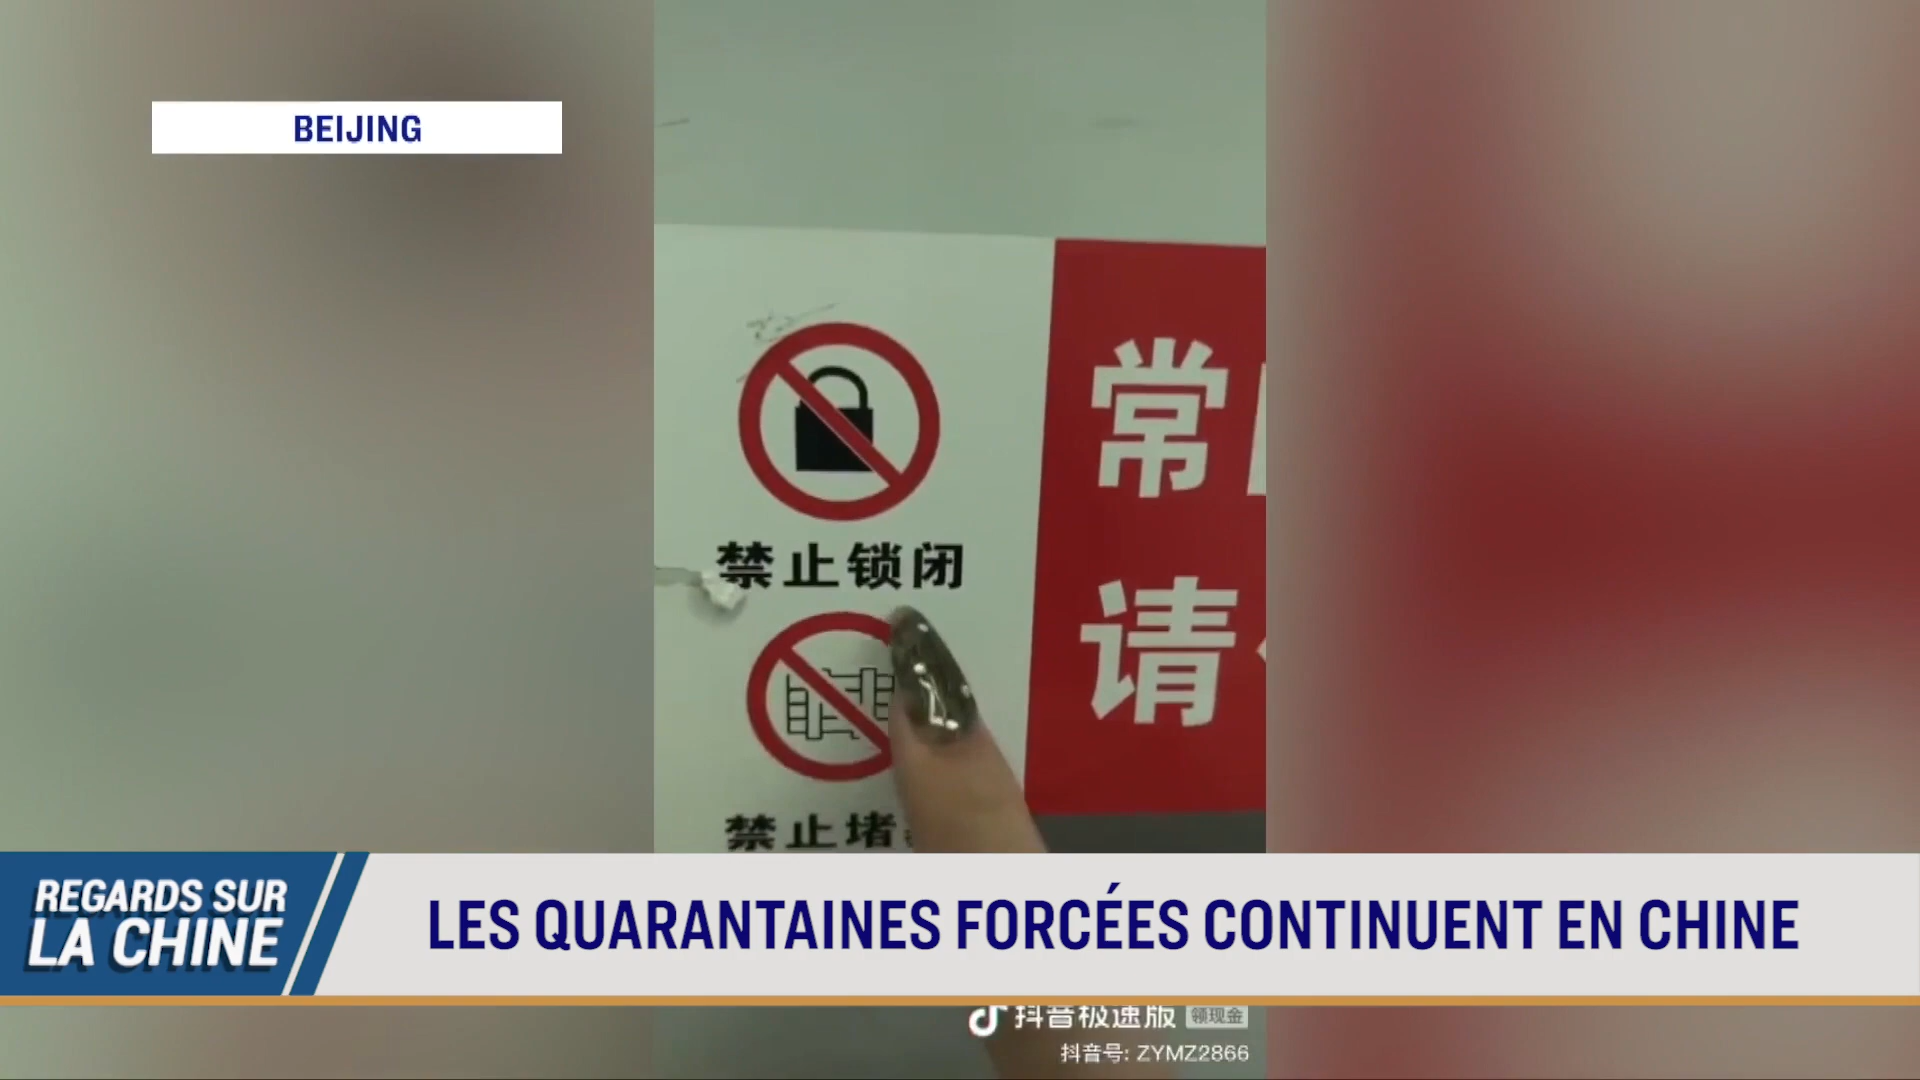 BEIJING
禁止锁闭
常
请
禁止堵
REGARDS SUR
LA CHINE
LES QUARANTAINES FORCÉES CONTINUENT EN CHINE
抖音极速版 领现金
抖音号: ZYMZ2866